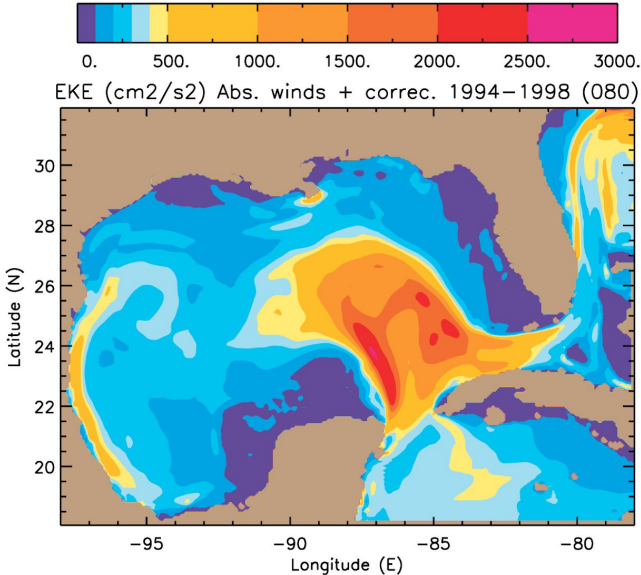 0. 500. 1000. 1500. 2000. 2500. 3000.
EKE (cm2/s2) Abs. winds + correc. 1994-1998 (080)
30
28
26
24
22
20
Latitude (N)
-95 -90 -85 -80
Longitude (E)